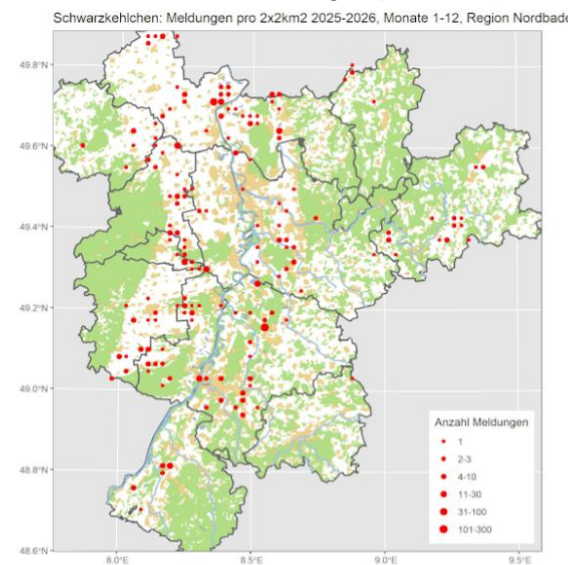 Schwarzkehlchen: Meldungen pro 2x2km2 2025-2026, Monate 1-12, Region Nordbade
49.8°N
49.6°N
49.4°N
49.2°N
49.0°N
48.8°N
48.6°N
8.0°E 8.5°E 9.0°E 9.5°E
Anzahl Meldungen
1
2-3
4-10
11-30
31-100
101-300